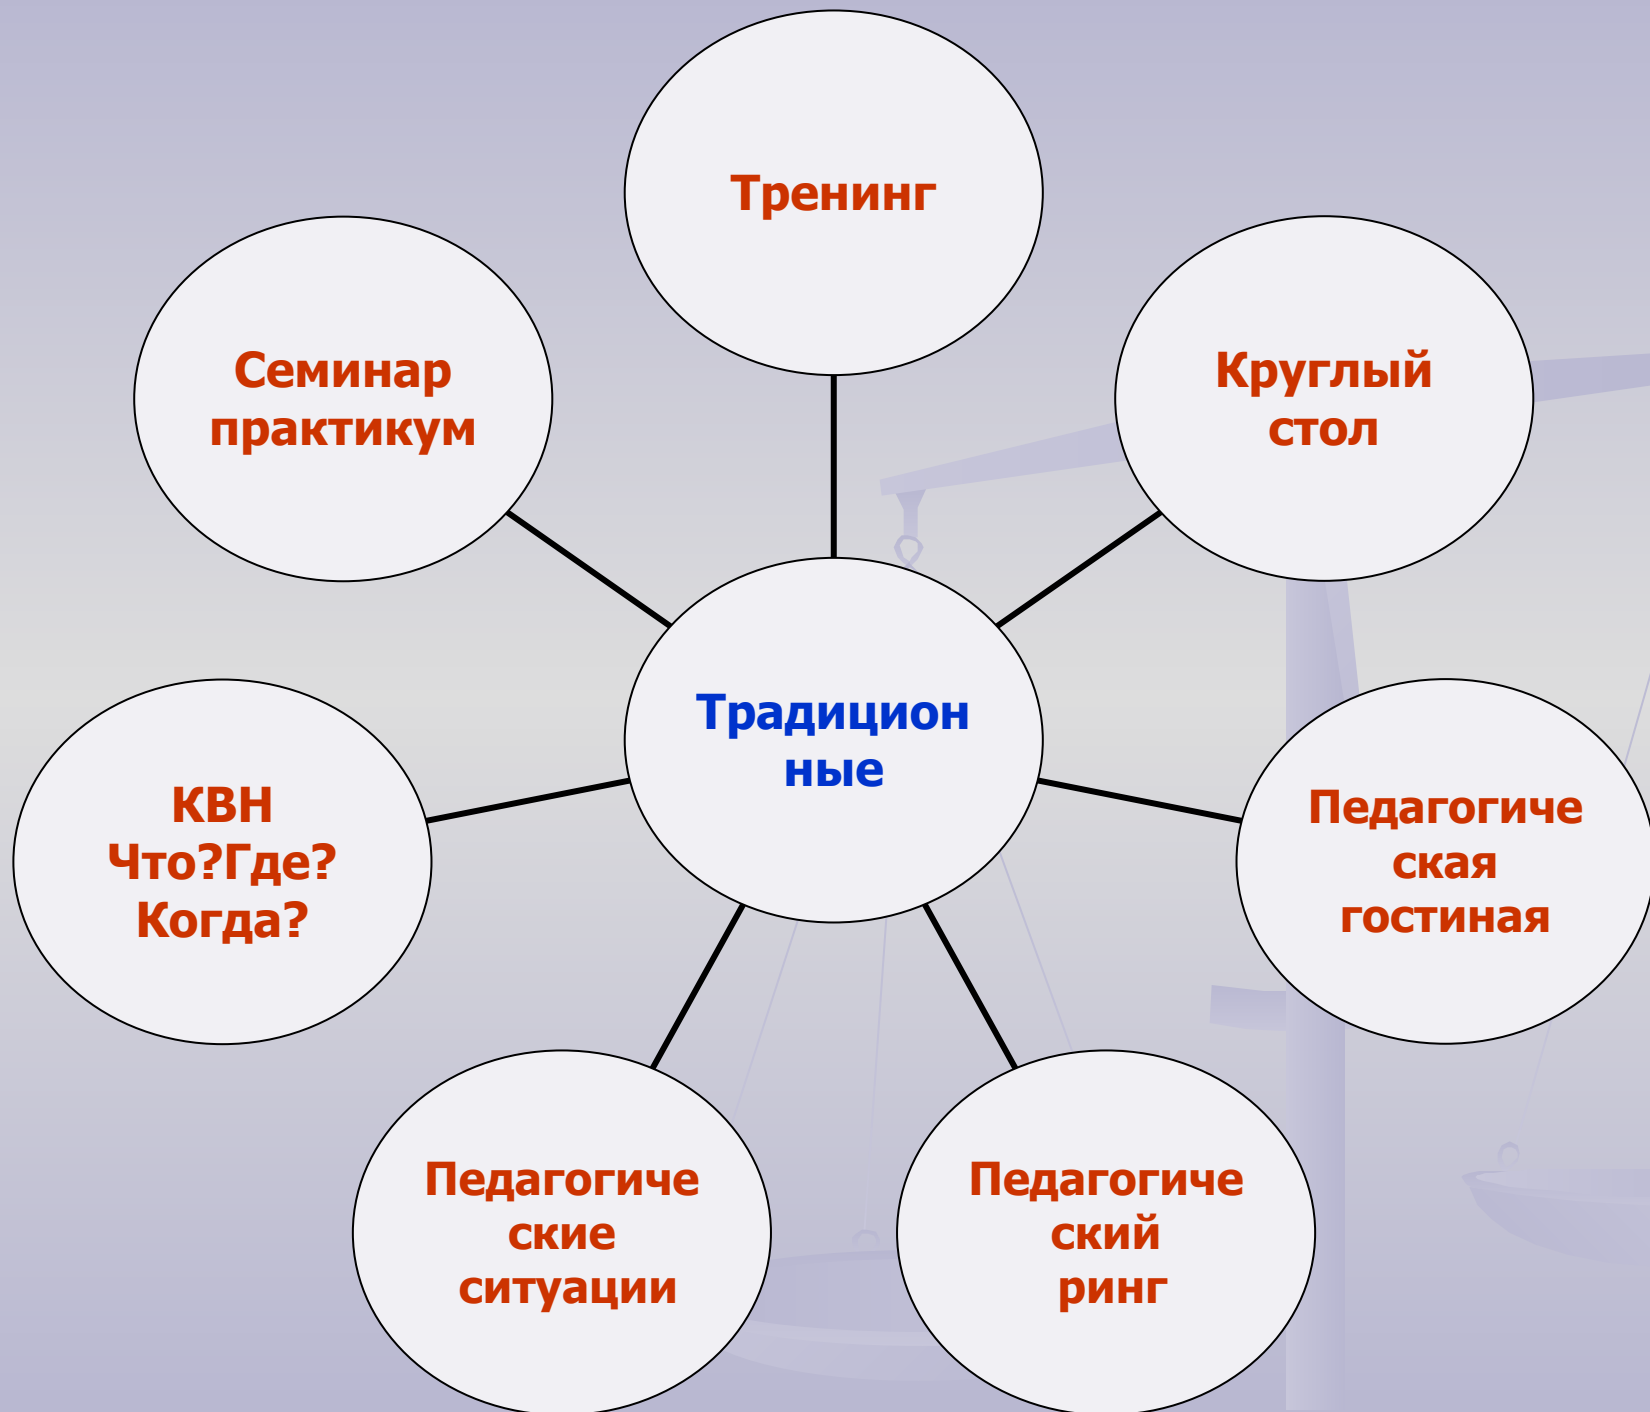 Тренинг
Семинар
практикум
Круглый
стол
Традицион
ные
КВН
Что?Где?
Когда?
Педагогиче
ская
гостиная
Педагогиче
ские
ситуации
Педагогиче
ский
ринг